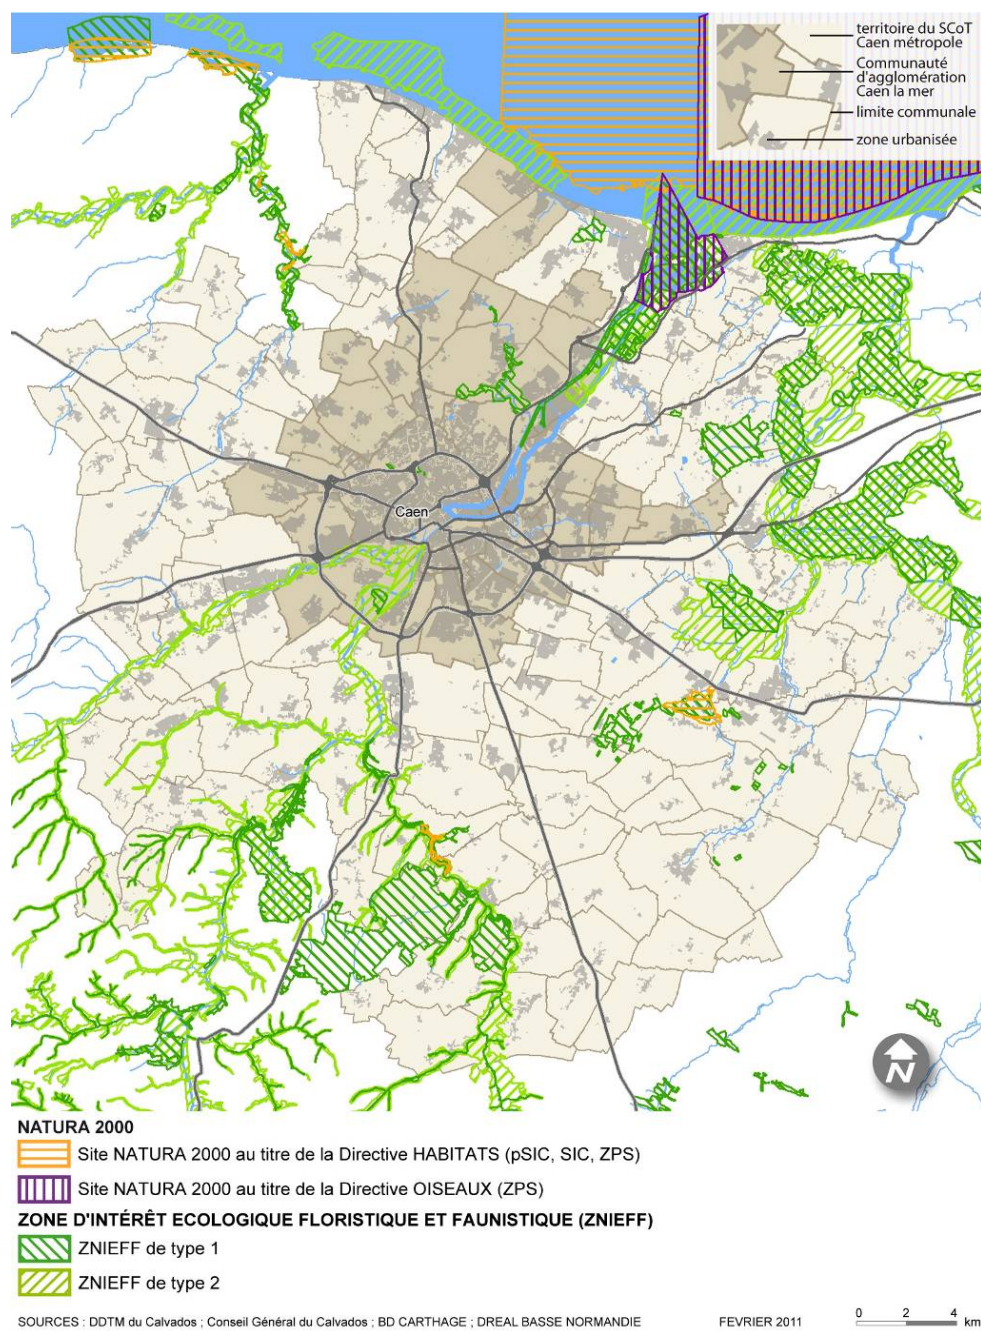 territoire du SCoT
Caen métropole
Communauté
d'agglomération
Caen la mer
limite communale
zone urbanisée
Caen
N
NATURA 2000
Site NATURA 2000 au titre de la Directive HABITATS (pSIC, SIC, ZPS)
Site NATURA 2000 au titre de la Directive OISEAUX (ZPS)
ZONE D'INTÉRÊT ECOLOGIQUE FLORISTIQUE ET FAUNISTIQUE (ZNIEFF)
ZNIEFF de type 1
ZNIEFF de type 2
SOURCES : DDTM du Calvados ; Conseil Général du Calvados ; BD CARTHAGE ; DREAL BASSE NORMANDIE FEVRIER 2011
0 2 4 km